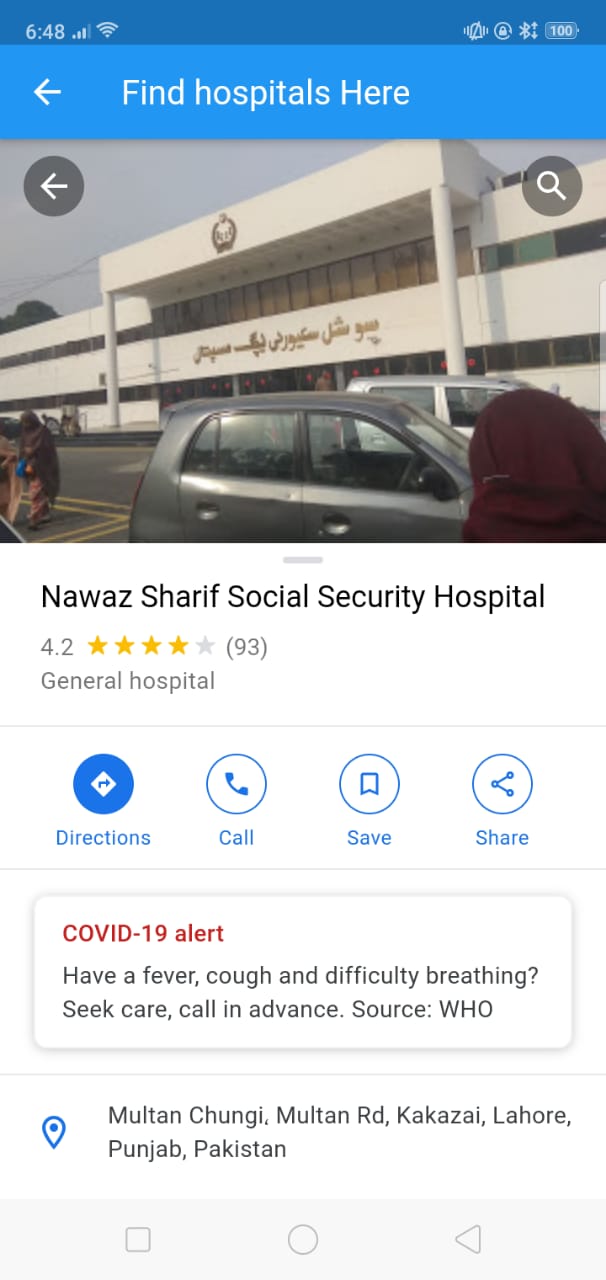 6:48
100
Find hospitals Here
سوشل سکیورٹی ہسپتال
Nawaz Sharif Social Security Hospital
4.2 (93)
General hospital
Directions Call Save Share
COVID-19 alert
Have a fever, cough and difficulty breathing?
Seek care, call in advance. Source: WHO
Multan Chungi، Multan Rd, Kakazai, Lahore,
Punjab, Pakistan